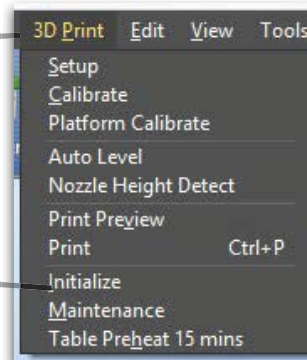 3D Print Edit View Tools
Setup
Calibrate
Platform Calibrate
Auto Level
Nozzle Height Detect
Print Preview
Print Ctrl+P
Initialize
Maintenance
Table Preheat 15 mins